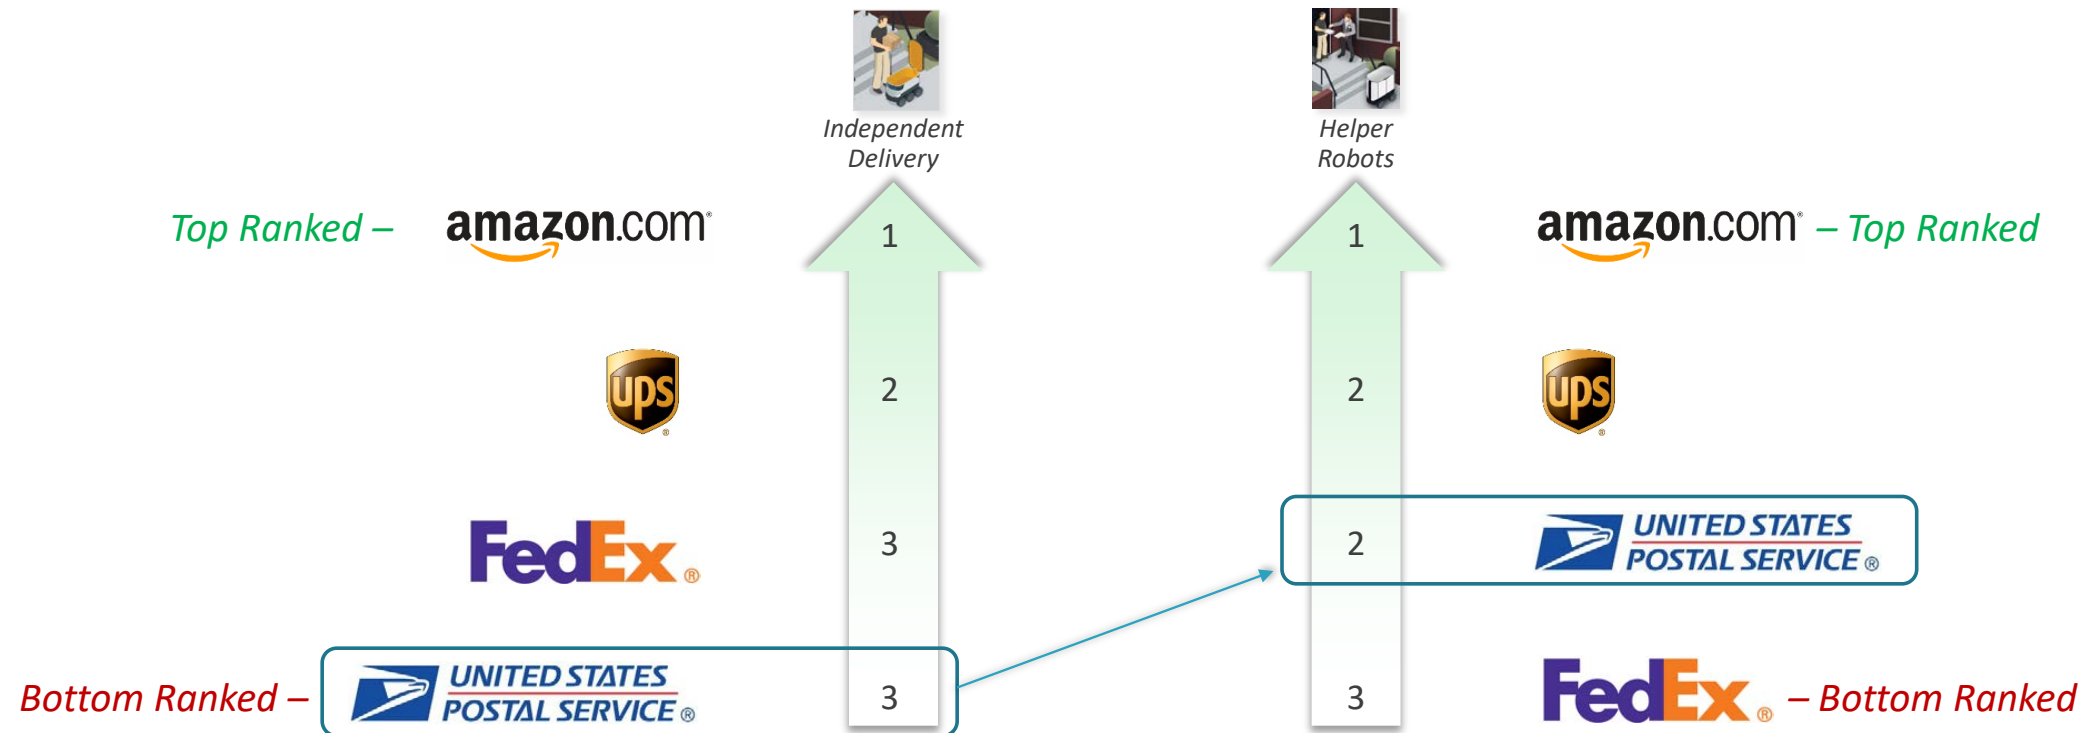 Independent
Delivery
Helper
Robots
Top Ranked – amazon.com® 1
1 amazon.com® – Top Ranked
ups® 2
2 ups®
FedEx® 3
2 UNITED STATES
POSTAL SERVICE®
Bottom Ranked – UNITED STATES
POSTAL SERVICE® 3
3 FedEx® – Bottom Ranked